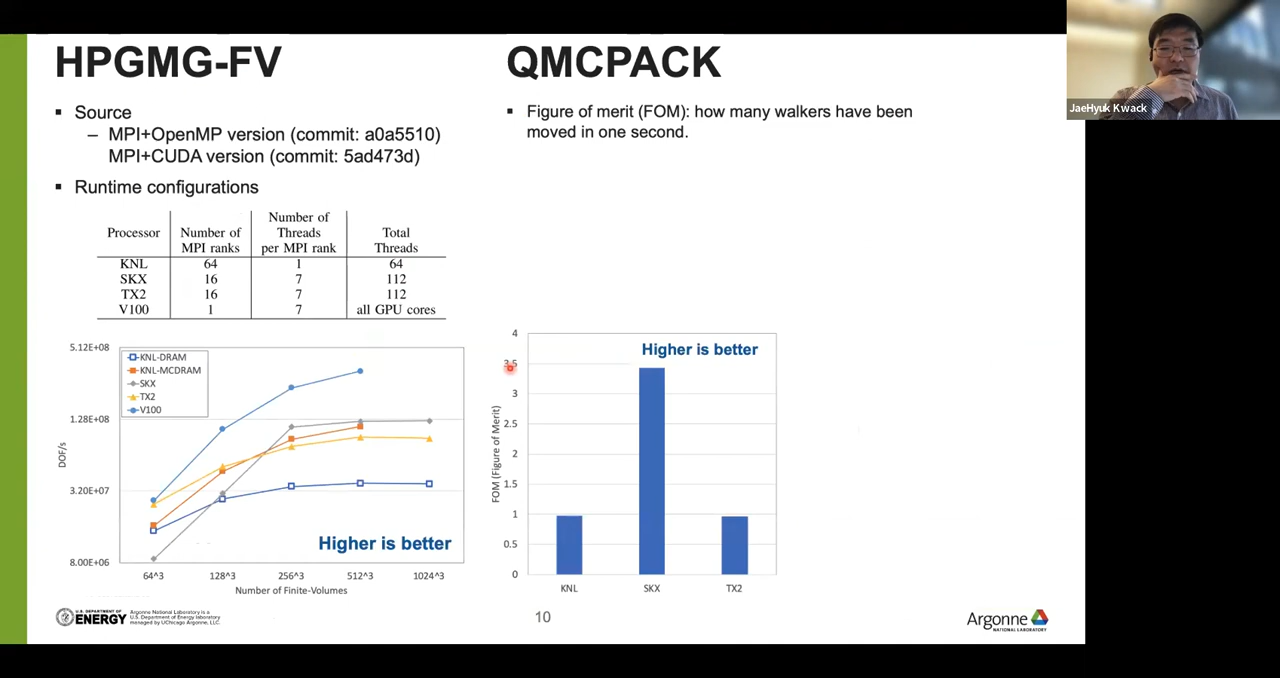 HPGMG-FV
▪ Source
– MPI+OpenMP version (commit: a0a5510)
MPI+CUDA version (commit: 5ad473d)
▪ Runtime configurations
Processor | Number of MPI ranks | Number of Threads per MPI rank | Total Threads
KNL 64 1 64
SKX 16 7 112
TX2 16 7 112
V100 1 7 all GPU cores
5.12E+08
1.28E+08
3.20E+07
8.00E+06
DOF/s
KNL-DRAM
KNL-MCDRAM
SKX
TX2
V100
Higher is better
64^3 128^3 256^3 512^3 1024^3
Number of Finite-Volumes
QMCPACK
▪ Figure of merit (FOM): how many walkers have been
moved in one second.
4
3.5
3
2.5
2
1.5
1
0.5
0
FOM (Figure of Merit)
Higher is better
KNL SKX TX2
U.S. DEPARTMENT OF
ENERGY
Argonne National Laboratory is a
U.S. Department of Energy laboratory
managed by UChicago Argonne, LLC.
10
Argonne
NATIONAL LABORATORY
JaeHyuk Kwack